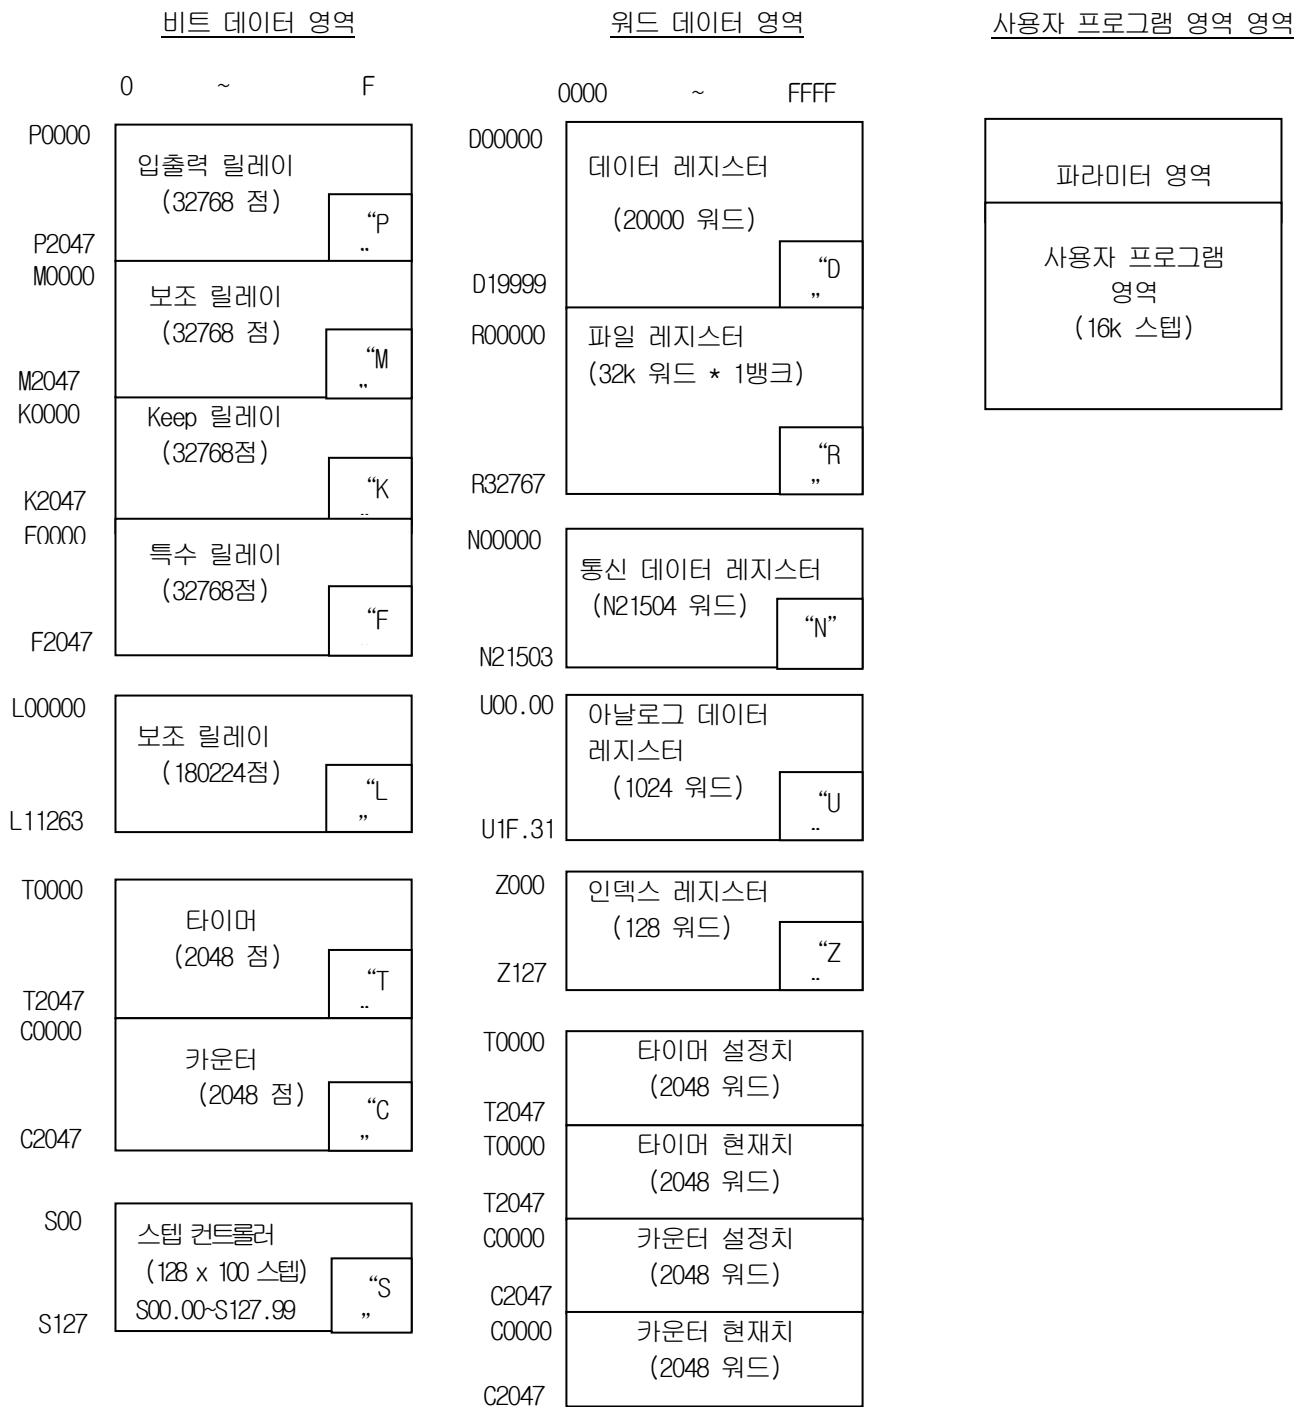 비트 데이터 영역
0 ~ F
P0000
입출력 릴레이
(32768 점)
“P
”
P2047
M0000
보조 릴레이
(32768 점)
“M
”
M2047
K0000
Keep 릴레이
(32768점)
“K
K2047
F0000
특수 릴레이
(32768점)
“F
F2047
L00000
보조 릴레이
(180224점)
“L
”
L11263
T0000
타이머
(2048 점)
“T
”
T2047
C0000
카운터
(2048 점)
“C
”
C2047
S00
스텝 컨트롤러
(128 x 100 스텝)
S00.00~S127.99
“S
”
S127
워드 데이터 영역
0000 ~ FFFF
D00000
데이터 레지스터
(20000 워드)
“D
”
D19999
R00000
파일 레지스터
(32k 워드 * 1뱅크)
“R
”
R32767
N00000
통신 데이터 레지스터
(N21504 워드)
“N”
N21503
U00.00
아날로그 데이터
레지스터
(1024 워드)
“U
”
U1F.31
Z000
인덱스 레지스터
(128 워드)
“Z
”
Z127
T0000
타이머 설정치
(2048 워드)
T2047
T0000
타이머 현재치
(2048 워드)
T2047
C0000
카운터 설정치
(2048 워드)
C2047
C0000
카운터 현재치
(2048 워드)
C2047
사용자 프로그램 영역 영역
파라미터 영역
사용자 프로그램
영역
(16k 스텝)